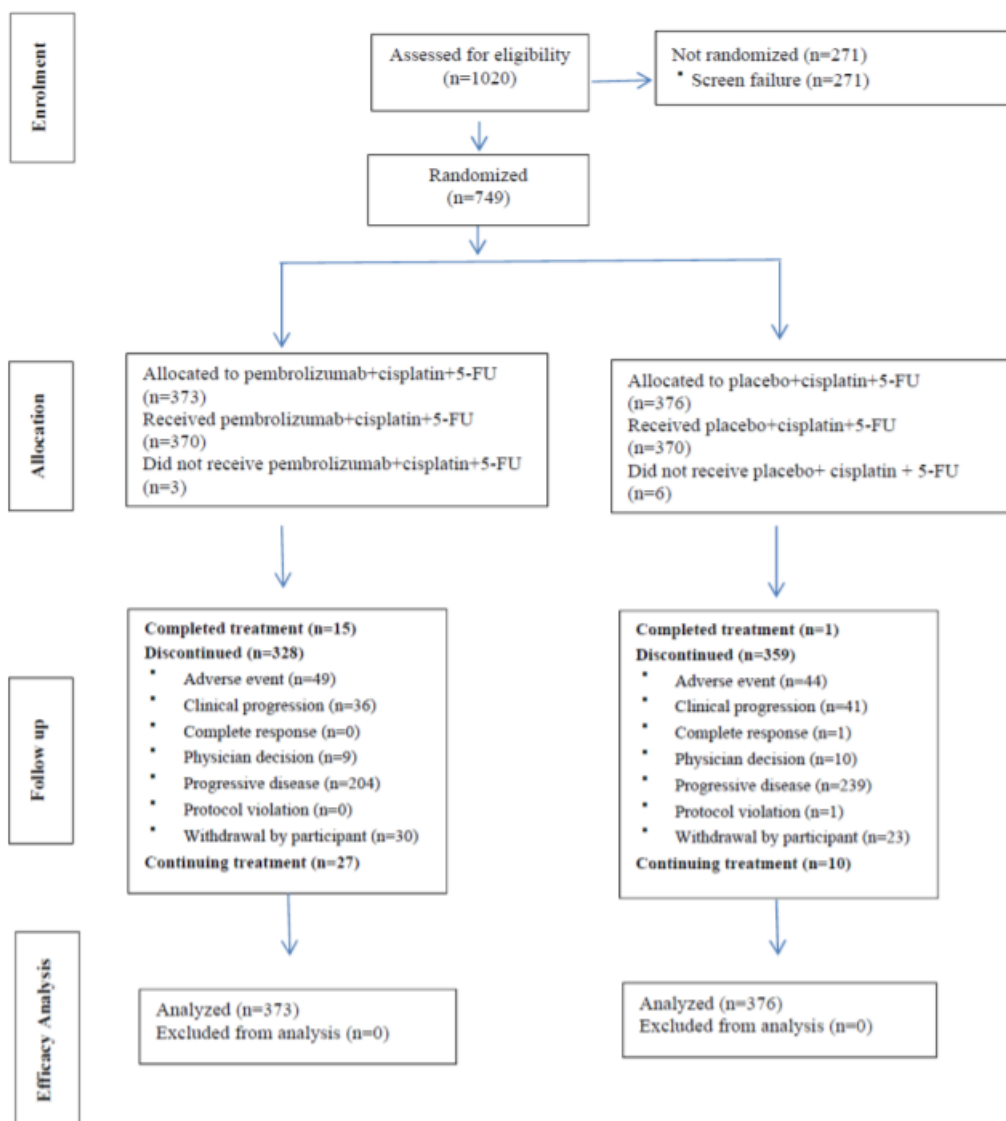 Enrolment
Assessed for eligibility
(n=1020)
Not randomized (n=271)
▪ Screen failure (n=271)
Randomized
(n=749)
Allocation
Allocated to pembrolizumab+cisplatin+5-FU
(n=373)
Received pembrolizumab+cisplatin+5-FU
(n=370)
Did not receive pembrolizumab+cisplatin+5-FU
(n=3)
Allocated to placebo+cisplatin+5-FU
(n=376)
Received placebo+cisplatin+5-FU
(n=370)
Did not receive placebo+ cisplatin + 5-FU
(n=6)
Follow up
Completed treatment (n=15)
Discontinued (n=328)
▪ Adverse event (n=49)
▪ Clinical progression (n=36)
▪ Complete response (n=0)
▪ Physician decision (n=9)
▪ Progressive disease (n=204)
▪ Protocol violation (n=0)
▪ Withdrawal by participant (n=30)
Continuing treatment (n=27)
Completed treatment (n=1)
Discontinued (n=359)
▪ Adverse event (n=44)
▪ Clinical progression (n=41)
▪ Complete response (n=1)
▪ Physician decision (n=10)
▪ Progressive disease (n=239)
▪ Protocol violation (n=1)
▪ Withdrawal by participant (n=23)
Continuing treatment (n=10)
Efficacy Analysis
Analyzed (n=373)
Excluded from analysis (n=0)
Analyzed (n=376)
Excluded from analysis (n=0)